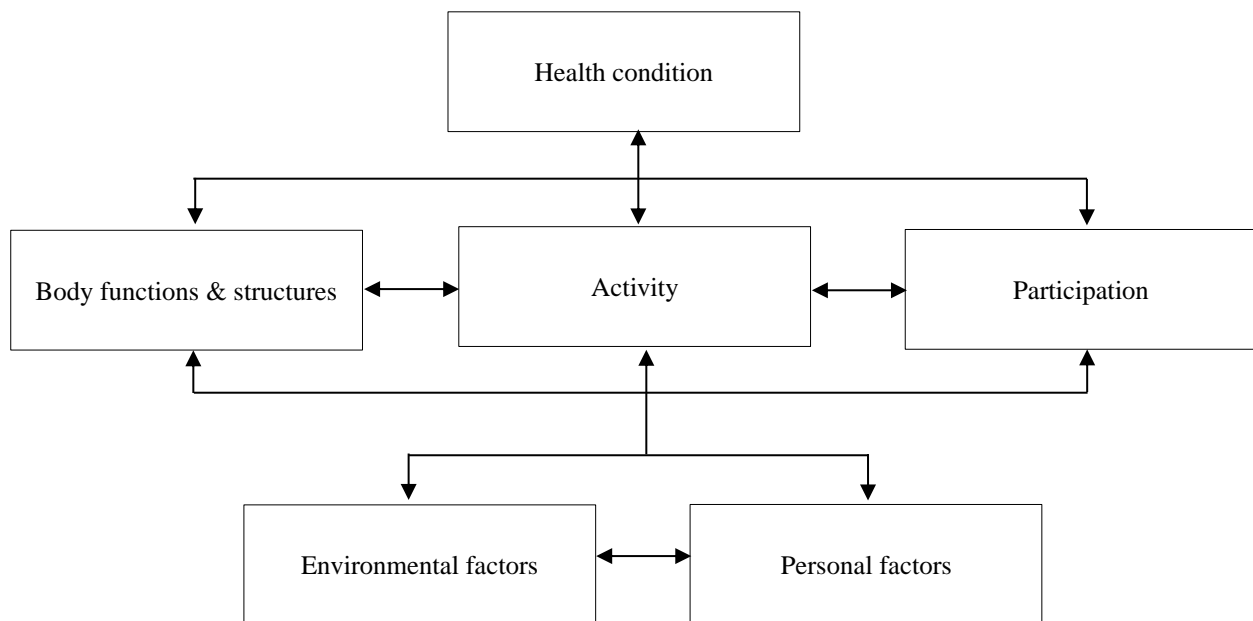 Health condition
Body functions & structures
Activity
Participation
Environmental factors
Personal factors